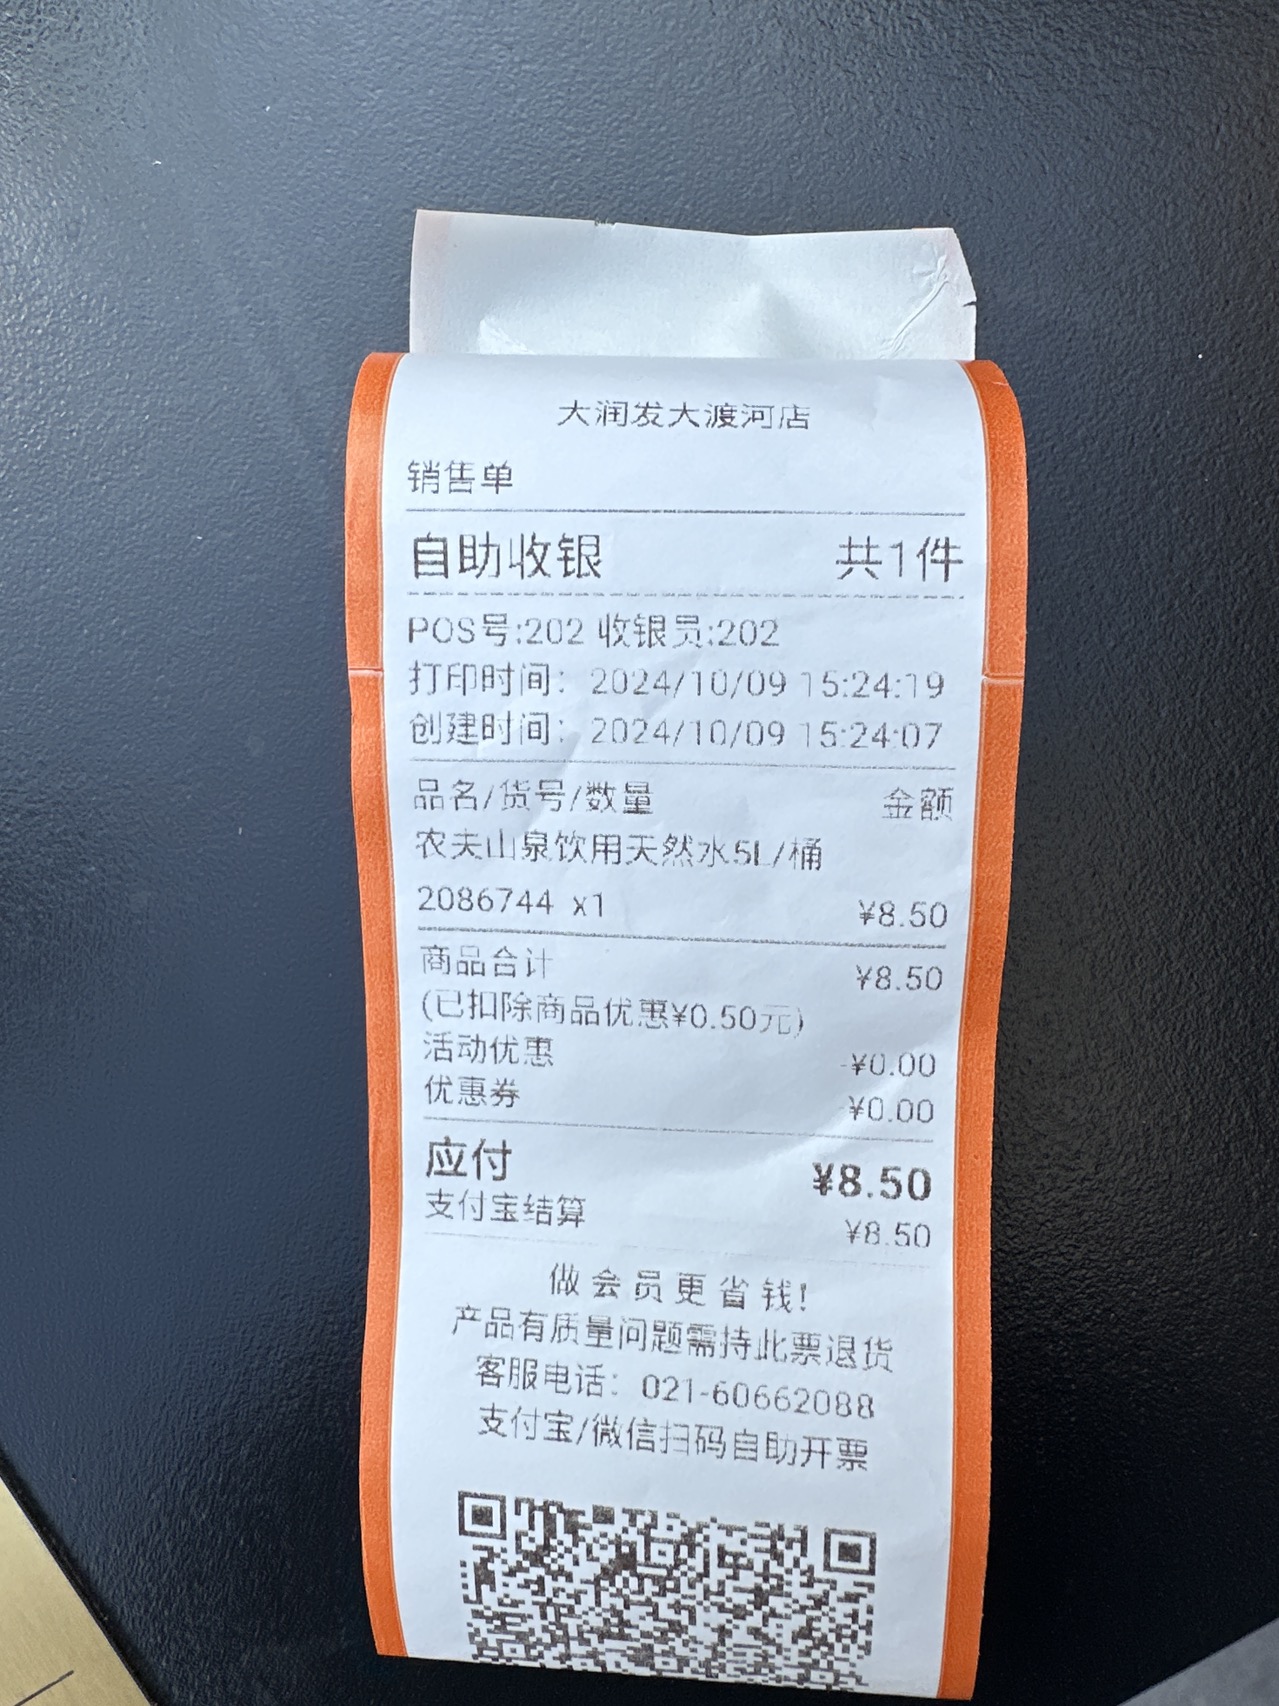 大润发大渡河店
销售单
自助收银 共1件
POS号:202 收银员:202
打印时间: 2024/10/09 15:24:19
创建时间: 2024/10/09 15:24:07
品名/货号/数量 金额
农夫山泉饮用天然水5L/桶
2086744 x1 ¥8.50
商品合计 ¥8.50
(已扣除商品优惠¥0.50元)
活动优惠 -¥0.00
优惠券 -¥0.00
应付 ¥8.50
支付宝结算 ¥8.50
做会员更省钱!
产品有质量问题需持此票退货
客服电话: 021-60662088
支付宝/微信扫码自助开票